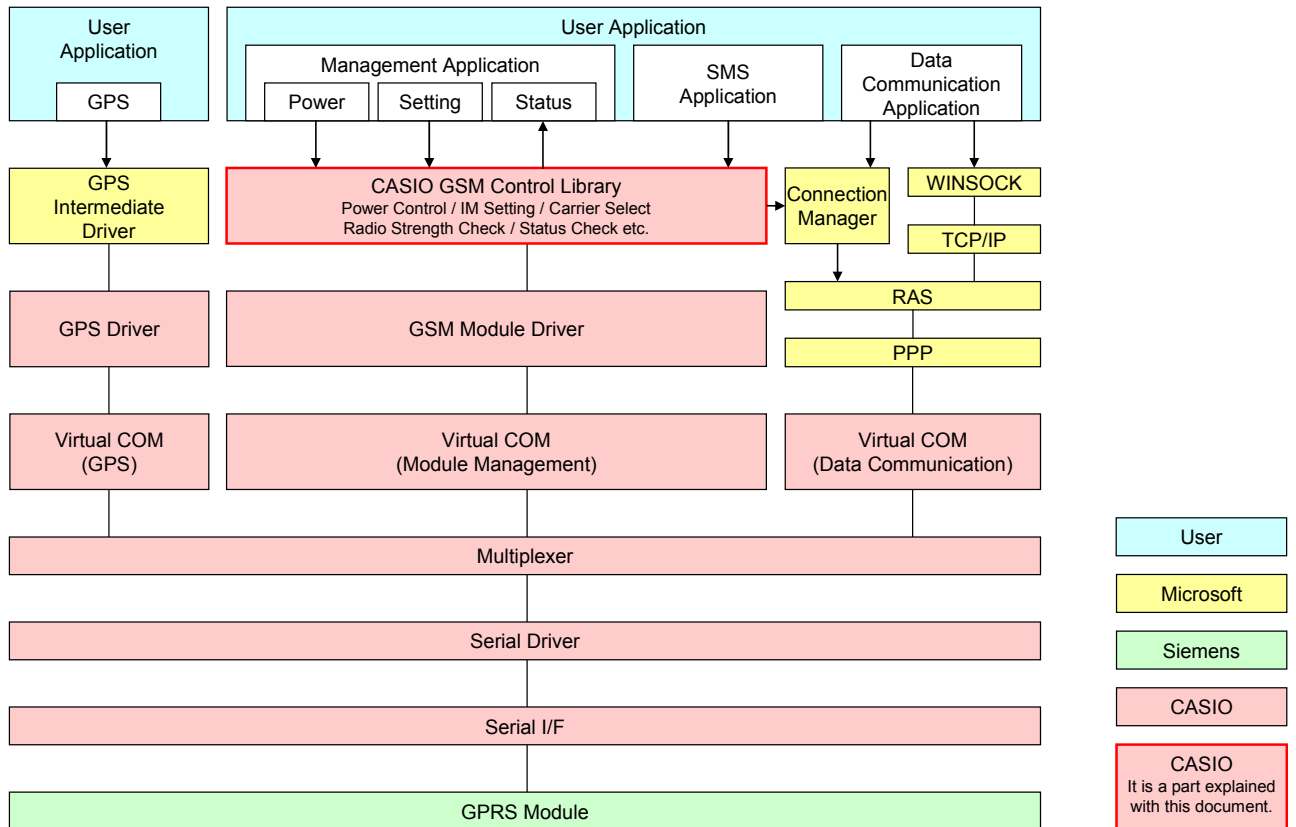 User
Application
GPS
User Application
Management Application
Power
Setting
Status
SMS
Application
Data
Communication
Application
GPS
Intermediate
Driver
CASIO GSM Control Library
Power Control / IM Setting / Carrier Select
Radio Strength Check / Status Check etc.
Connection
Manager
WINSOCK
TCP/IP
RAS
PPP
GPS Driver
GSM Module Driver
Virtual COM
(GPS)
Virtual COM
(Module Management)
Virtual COM
(Data Communication)
Multiplexer
Serial Driver
Serial I/F
GPRS Module
User
Microsoft
Siemens
CASIO
CASIO
It is a part explained
with this document.